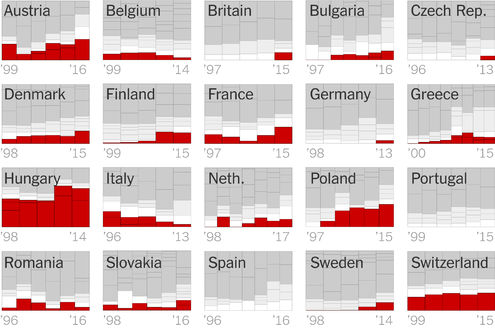 Austria Belgium Britain Bulgaria Czech Rep.
'99 '16 '99 '14 '97 '15 '97 '16 '96 '13
Denmark Finland France Germany Greece
'98 '15 '99 '15 '97 '17 '98 '13 '00 '15
Hungary Italy Neth. Poland Portugal
'98 '14 '96 '13 '98 '17 '97 '15 '99 '15
Romania Slovakia Spain Sweden Switzerland
'96 '16 '98 '16 '96 '16 '98 '14 '99 '15